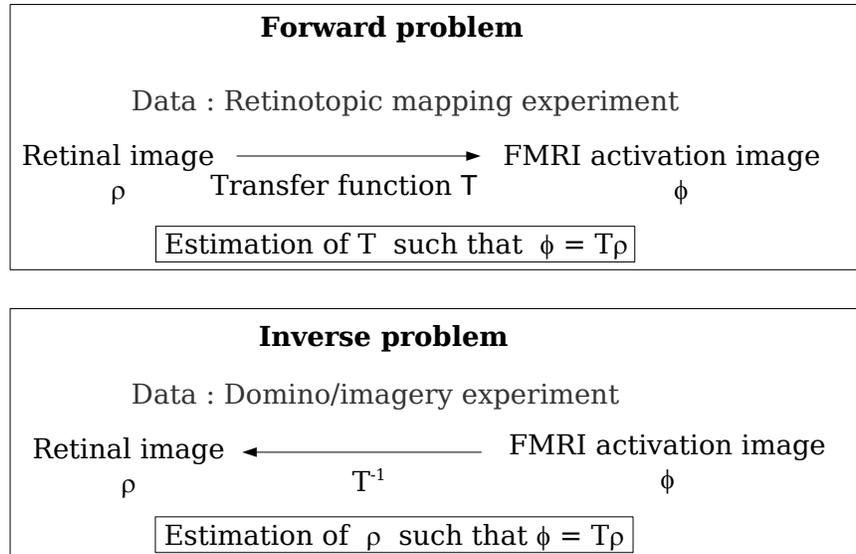 Forward problem
Data : Retinotopic mapping experiment
Retinal image FMRI activation image
ρ Transfer function T ϕ
Estimation of T such that ϕ = Tρ
Inverse problem
Data : Domino/imagery experiment
Retinal image FMRI activation image
ρ T⁻¹ ϕ
Estimation of ρ such that ϕ = Tρ